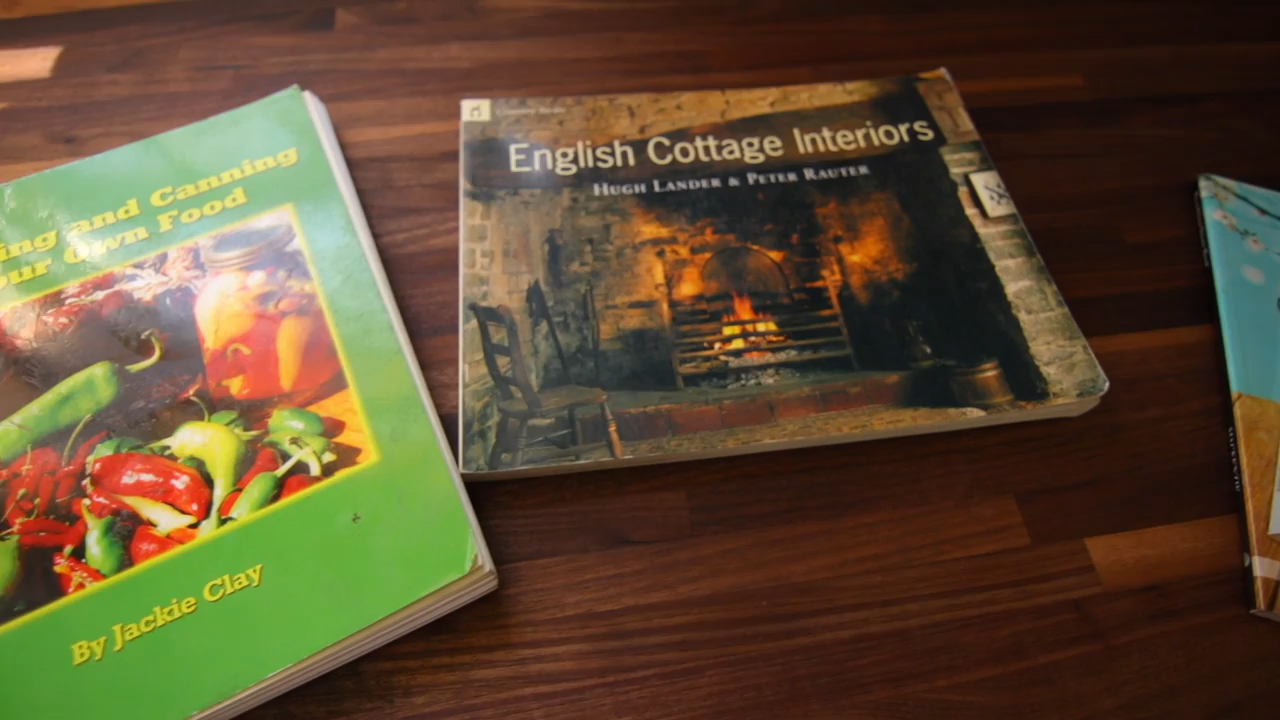 ing and Canning
our Own Food
By Jackie Clay
English Cottage Interiors
HUGH LANDER & PETER RAUTER